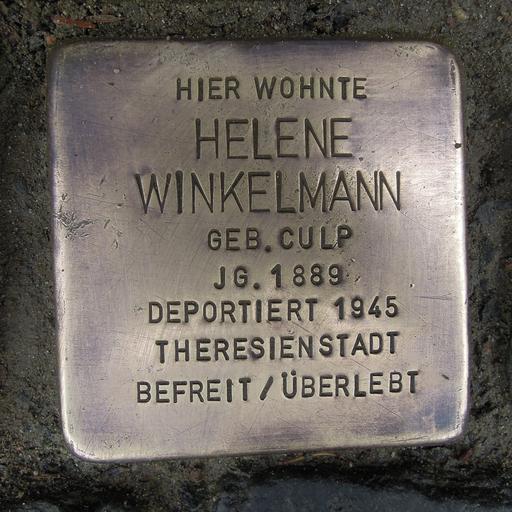 HIER WOHNTE
HELENE
WINKELMANN
GEB. CULP
JG. 1889
DEPORTIERT 1945
THERESIENSTADT
BEFREIT / ÜBERLEBT